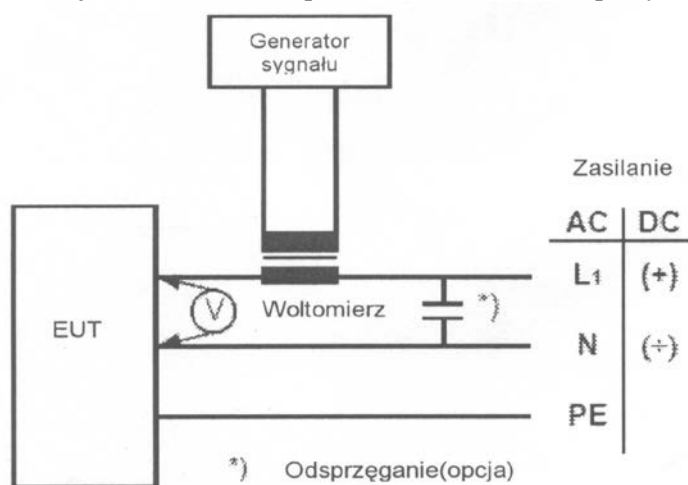 Generator
sygnału
Zasilanie
AC DC
L1 (+)
EUT
V
Woltomierz
*)
N (÷)
PE
*) Odsprzęganie(opcja)